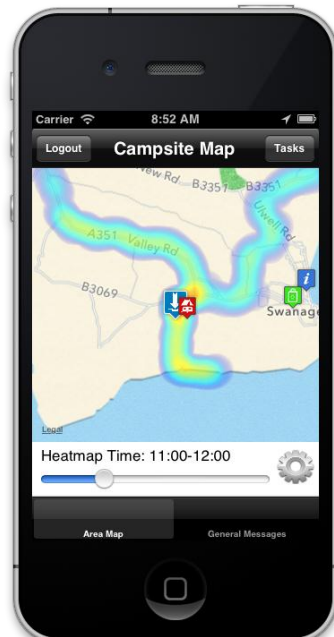 Carrier 8:52 AM
Logout Campsite Map Tasks
New Rd B3351 B3351
Ulwell Rd
A351 Valley Rd
B3069
i
Swanage
Legal
Heatmap Time: 11:00-12:00
Area Map General Messages